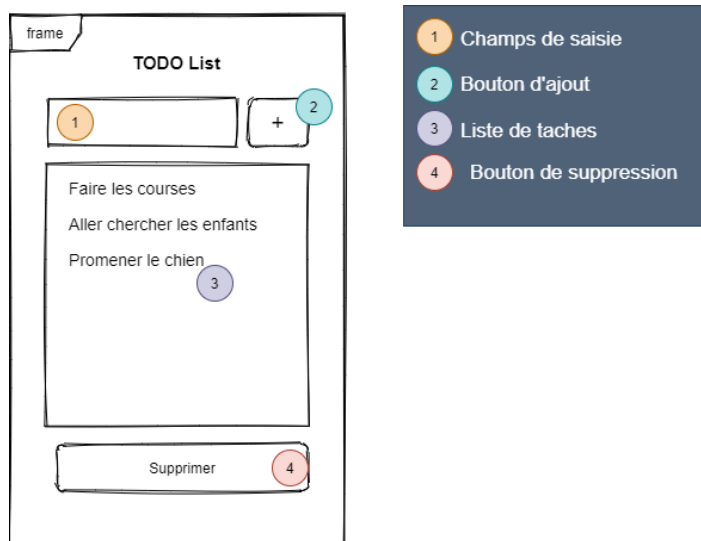 frame
TODO List
1
+
2
Faire les courses
Aller chercher les enfants
Promener le chien
3
Supprimer
4
1 Champs de saisie
2 Bouton d'ajout
3 Liste de taches
4 Bouton de suppression